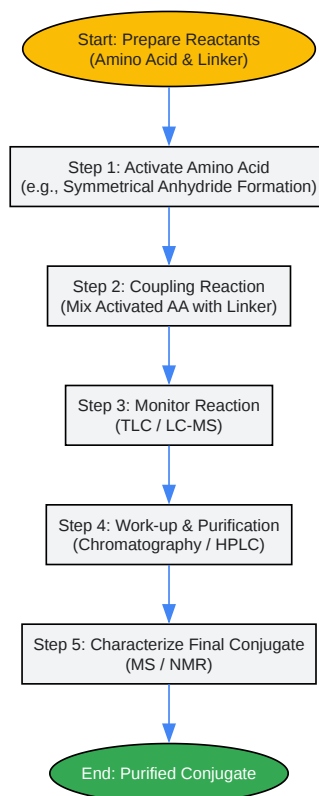 Start: Prepare Reactants
(Amino Acid & Linker)
Step 1: Activate Amino Acid
(e.g., Symmetrical Anhydride Formation)
Step 2: Coupling Reaction
(Mix Activated AA with Linker)
Step 3: Monitor Reaction
(TLC / LC-MS)
Step 4: Work-up & Purification
(Chromatography / HPLC)
Step 5: Characterize Final Conjugate
(MS / NMR)
End: Purified Conjugate